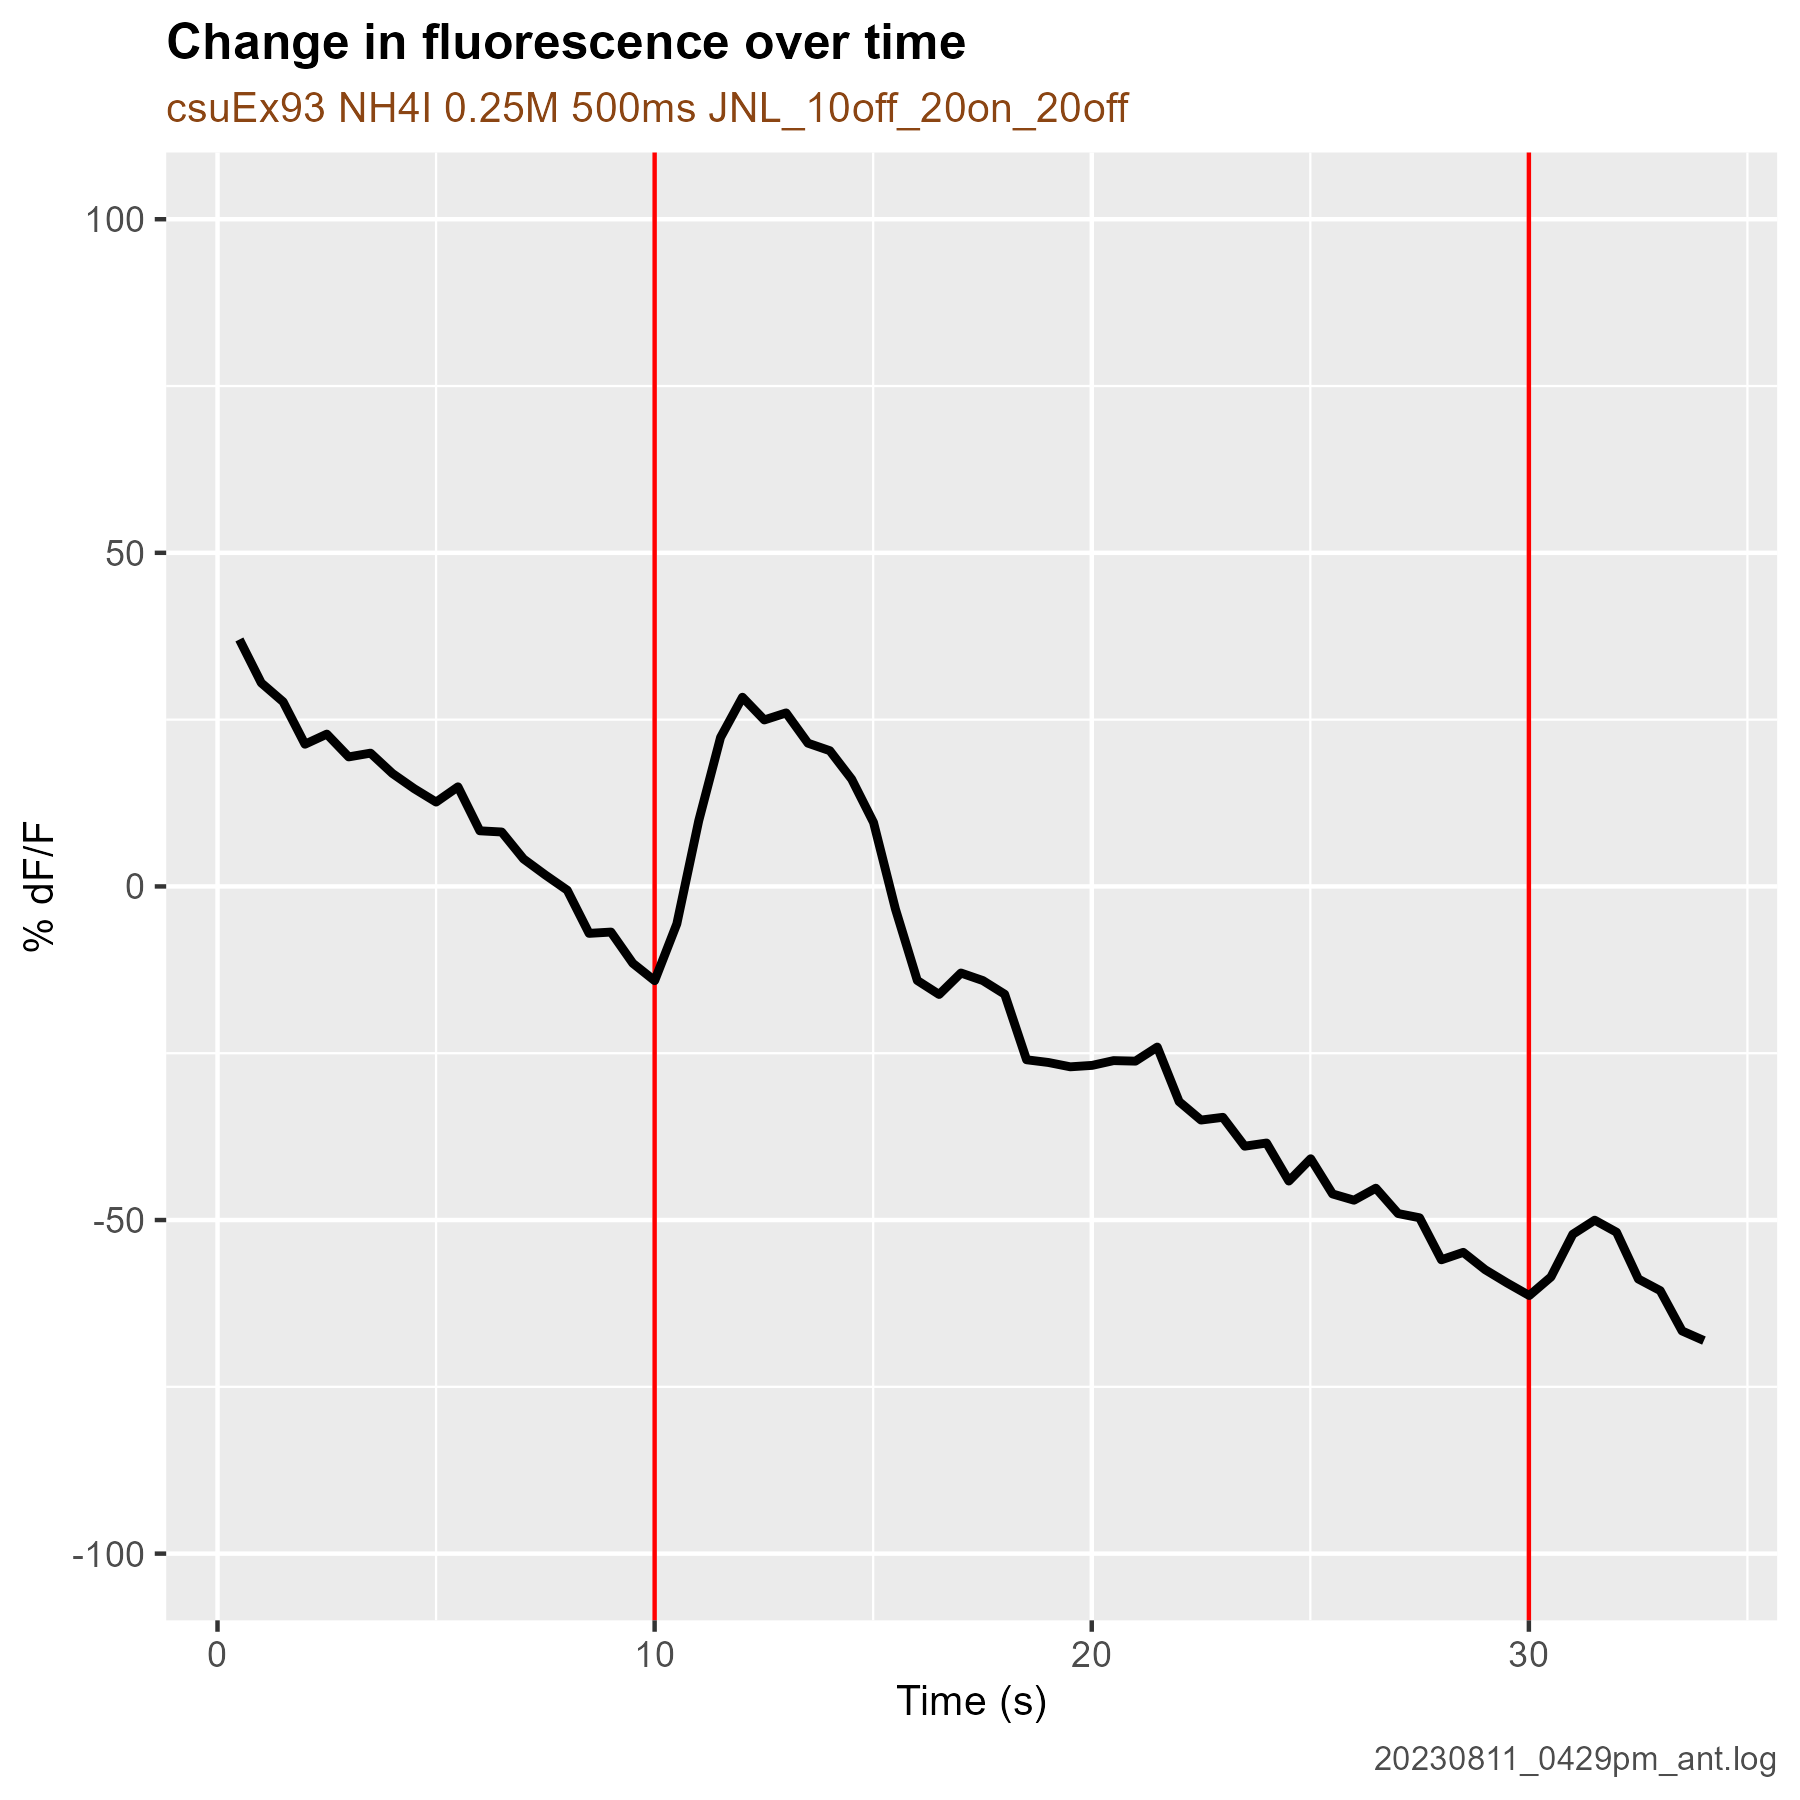 Change in fluorescence over time
csuEx93 NH4I 0.25M 500ms JNL_10off_20on_20off
100
50
0
-50
-100
% dF/F
0 10 20 30
Time (s)
20230811_0429pm_ant.log